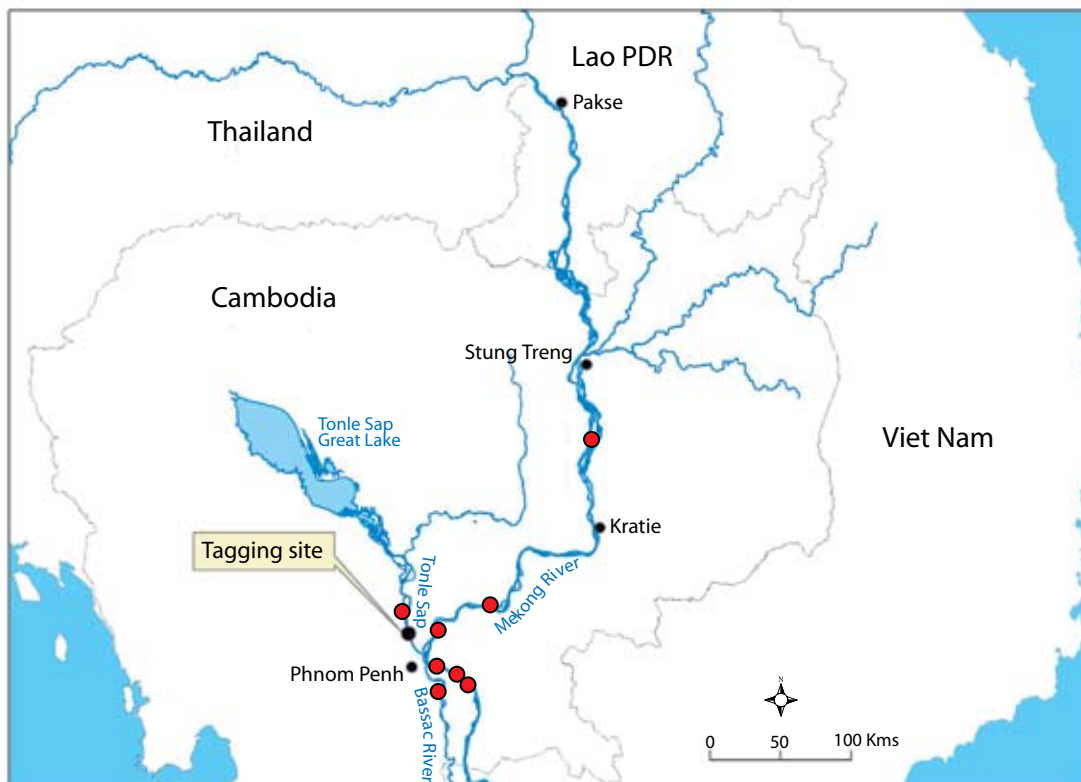 Lao PDR
Pakse
Thailand
Cambodia
Stung Treng
Tonle Sap
Great Lake
Viet Nam
Kratie
Tagging site
Tonle Sap
Mekong River
Phnom Penh
Bassac River
N
0 50 100 Kms